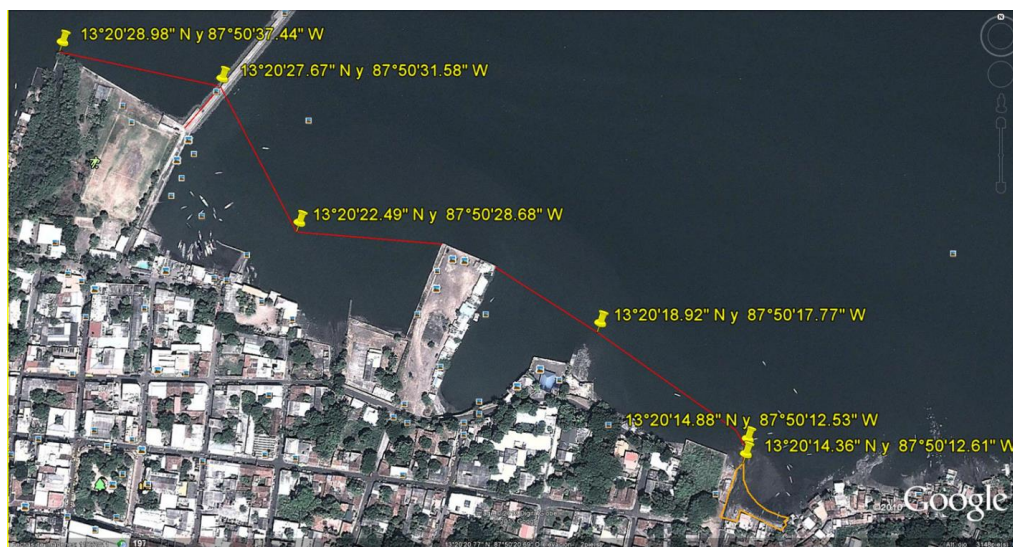 13°20'28.98" N y 87°50'37.44" W
13°20'27.67" N y 87°50'31.58" W
13°20'22.49" N y 87°50'28.68" W
13°20'18.92" N y 87°50'17.77" W
13°20'14.88" N y 87°50'12.53" W
13°20'14.36" N y 87°50'12.61" W
N
©2010 Google
197